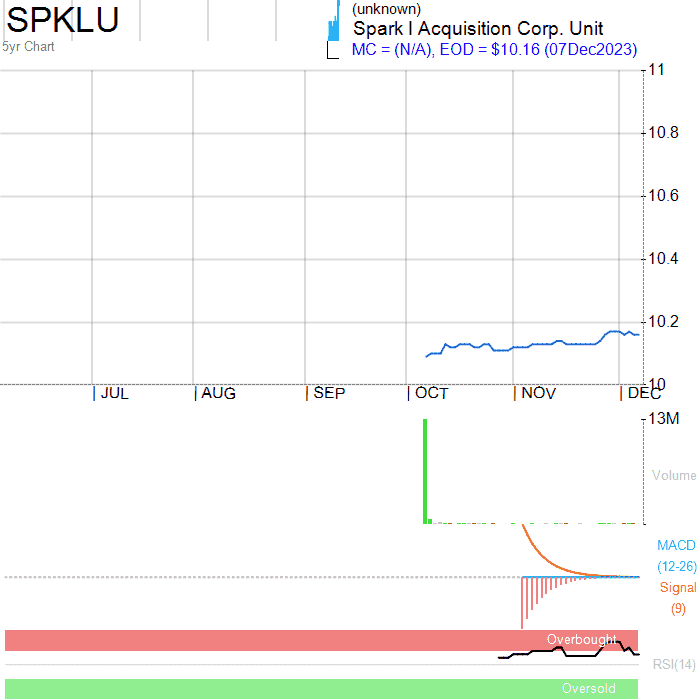 SPKLU
(unknown)
Spark I Acquisition Corp. Unit
5yr Chart
MC = (N/A), EOD = $10.16 (07Dec2023)
11
10.8
10.6
10.4
10.2
10
JUL AUG SEP OCT NOV DEC
13M
Volume
MACD
(12-26)
Signal
(9)
Overbought
RSI(14)
Oversold